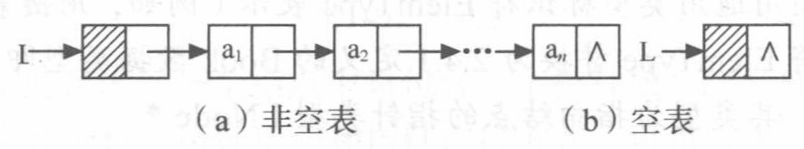 L a₁ a₂ … aₙ ∧ L ∧
(a) 非空表 (b) 空表